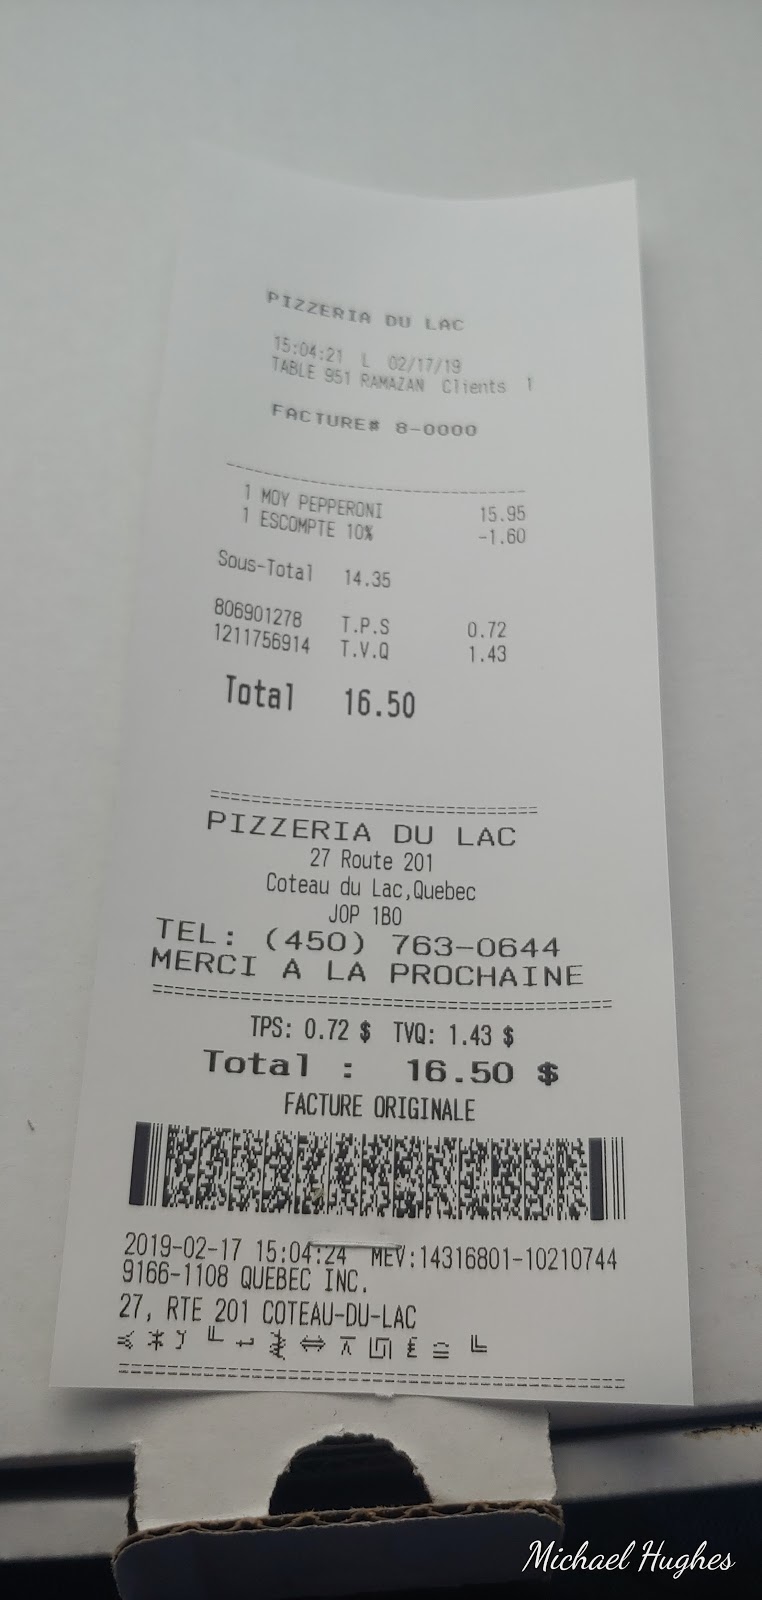 PIZZERIA DU LAC
15:04:21 L 02/17/19
TABLE 951 RAMAZAN Clients 1
FACTURE# 8-0000
1 MOY PEPPERONI 15.95
1 ESCOMPTE 10% -1.60
Sous-Total 14.35
806901278 T.P.S 0.72
1211756914 T.V.Q 1.43
Total 16.50
PIZZERIA DU LAC
27 Route 201
Coteau du Lac,Quebec
J0P 1B0
TEL: (450) 763-0644
MERCI A LA PROCHAINE
TPS: 0.72 $ TVQ: 1.43 $
Total : 16.50 $
FACTURE ORIGINALE
2019-02-17 15:04:24 MEV:14316801-10210744
9166-1108 QUEBEC INC.
27, RTE 201 COTEAU-DU-LAC
Michael Hughes